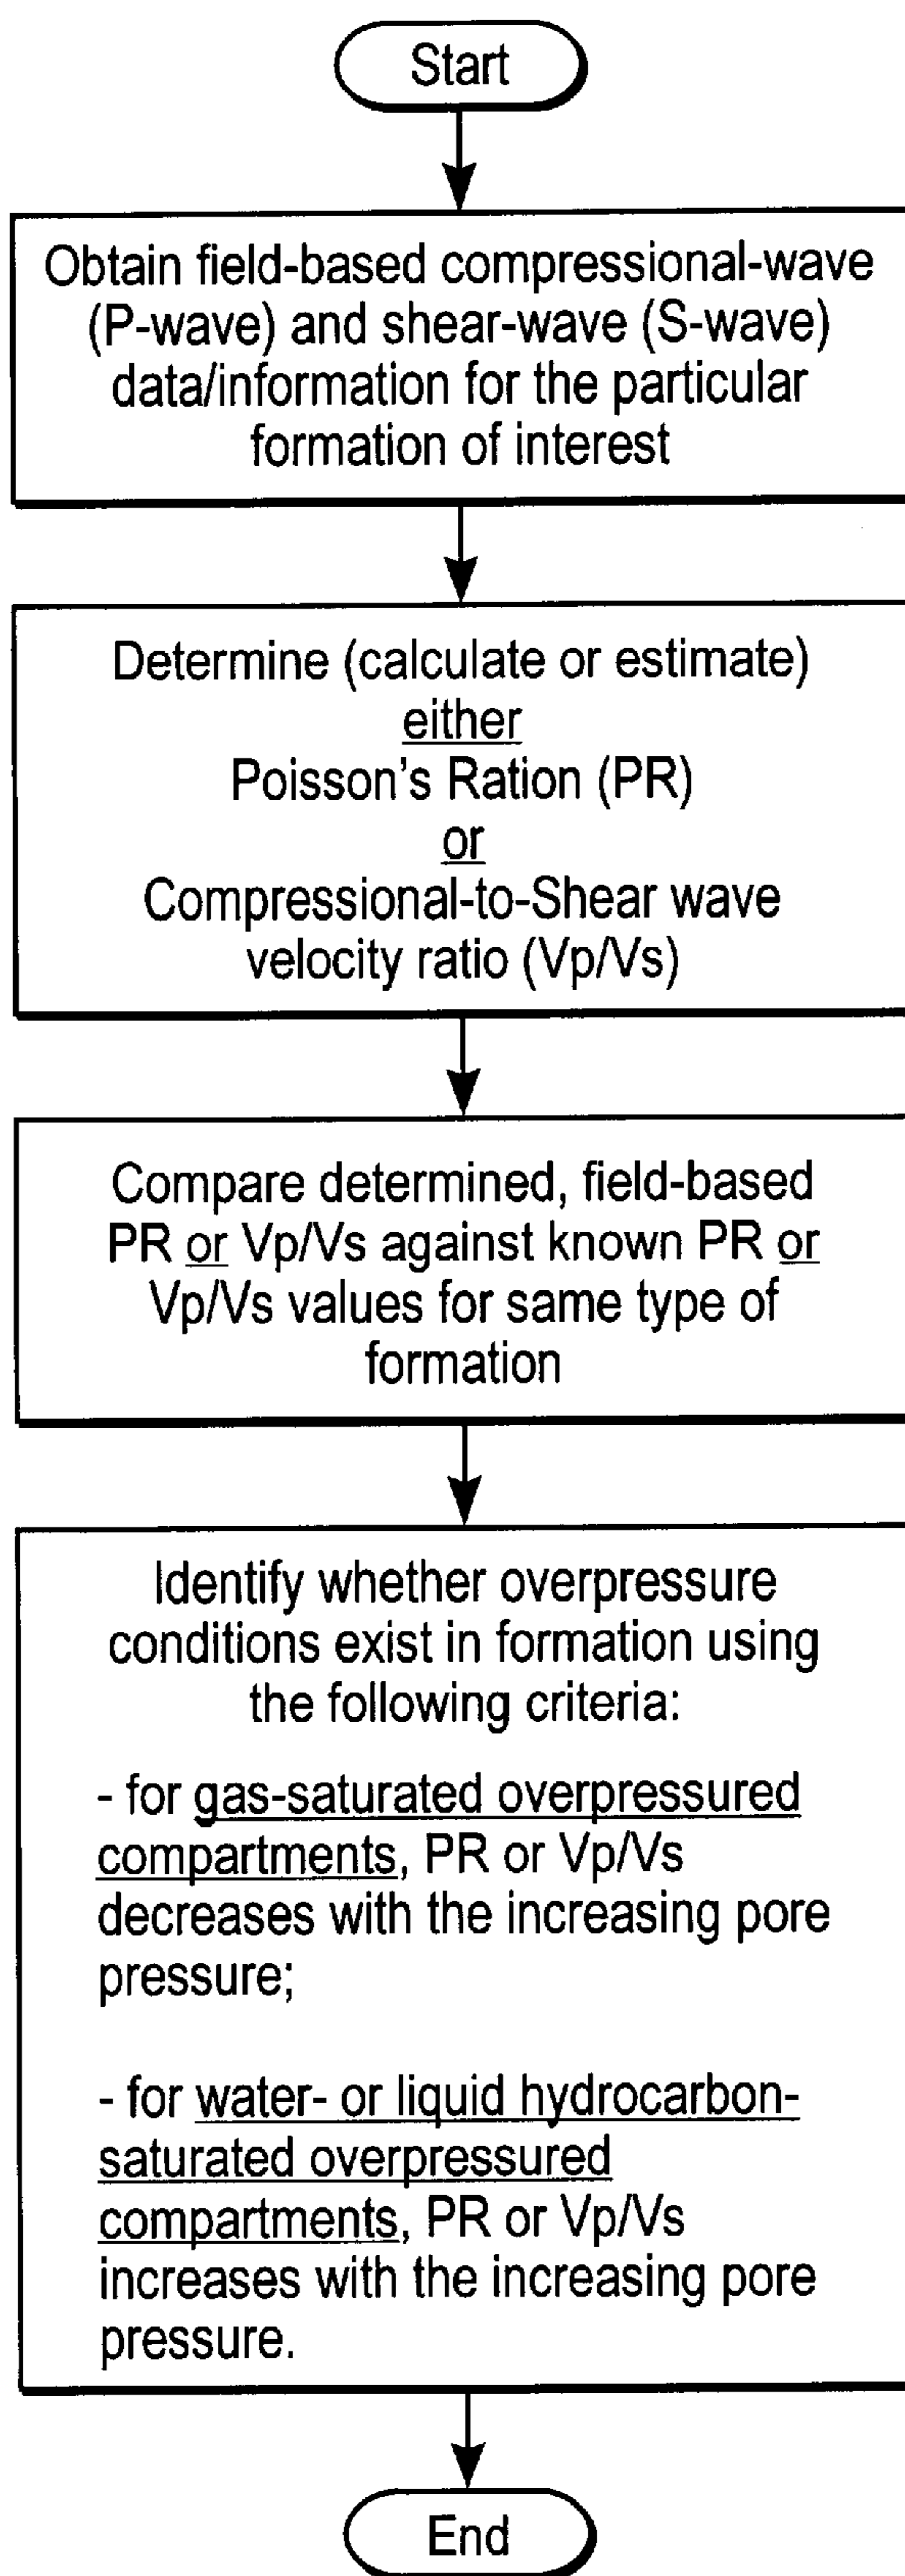 Start
Obtain field-based compressional-wave
(P-wave) and shear-wave (S-wave)
data/information for the particular
formation of interest
Determine (calculate or estimate)
either
Poisson's Ration (PR)
or
Compressional-to-Shear wave
velocity ratio (Vp/Vs)
Compare determined, field-based
PR or Vp/Vs against known PR or
Vp/Vs values for same type of
formation
Identify whether overpressure
conditions exist in formation using
the following criteria:
- for gas-saturated overpressured
compartments, PR or Vp/Vs
decreases with the increasing pore
pressure;
- for water- or liquid hydrocarbon-
saturated overpressured
compartments, PR or Vp/Vs
increases with the increasing pore
pressure.
End